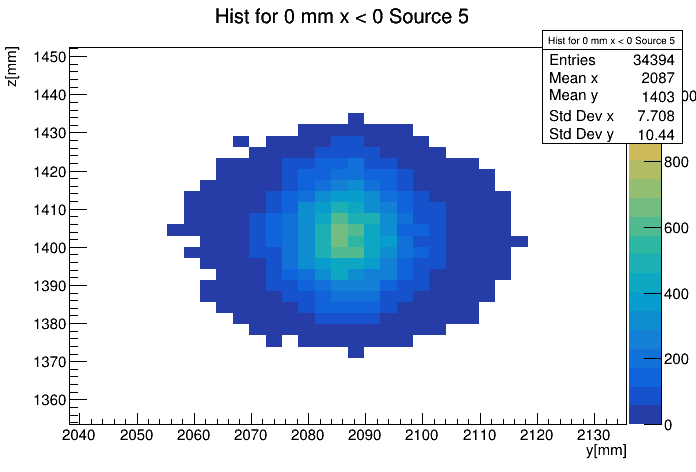 Hist for 0 mm x < 0 Source 5
Hist for 0 mm x < 0 Source 5
Entries 34394
Mean x 2087
Mean y 1403
Std Dev x 7.708
Std Dev y 10.44
z[mm]
1450
1440
1430
1420
1410
1400
1390
1380
1370
1360
800
600
400
200
0
2040 2050 2060 2070 2080 2090 2100 2110 2120 2130
y[mm]